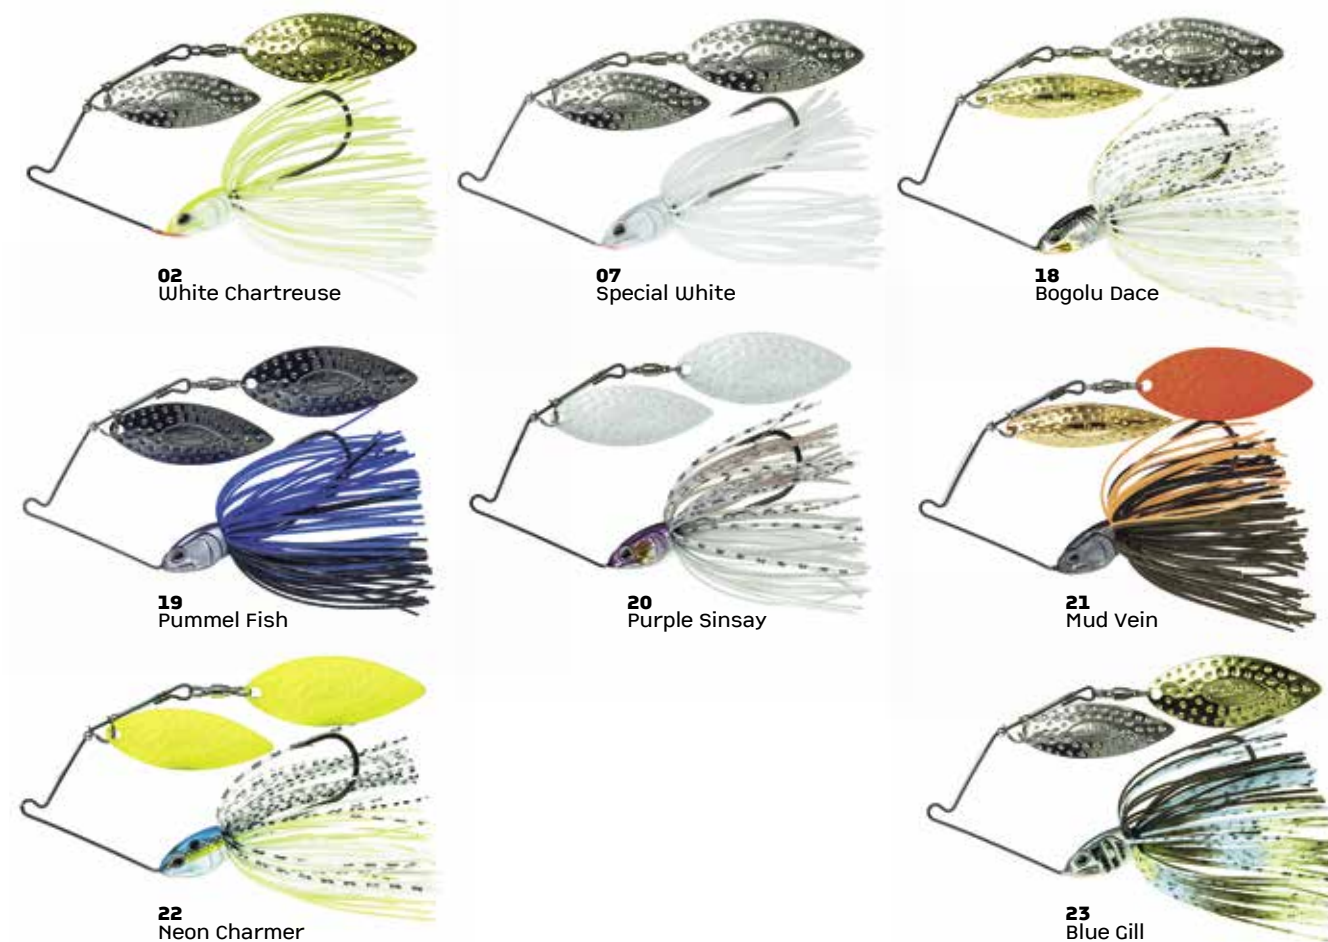 02
White Chartreuse
07
Special White
18
Bogolu Dace
19
Pummel Fish
20
Purple Sinsay
21
Mud Vein
22
Neon Charmer
23
Blue Gill